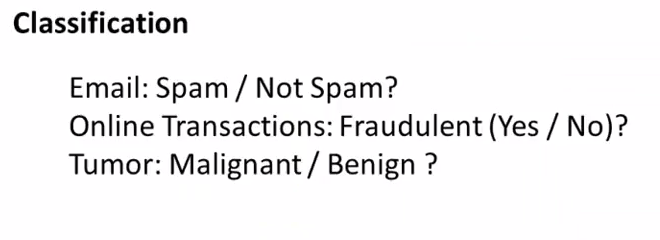 Classification
Email: Spam / Not Spam?
Online Transactions: Fraudulent (Yes / No)?
Tumor: Malignant / Benign ?